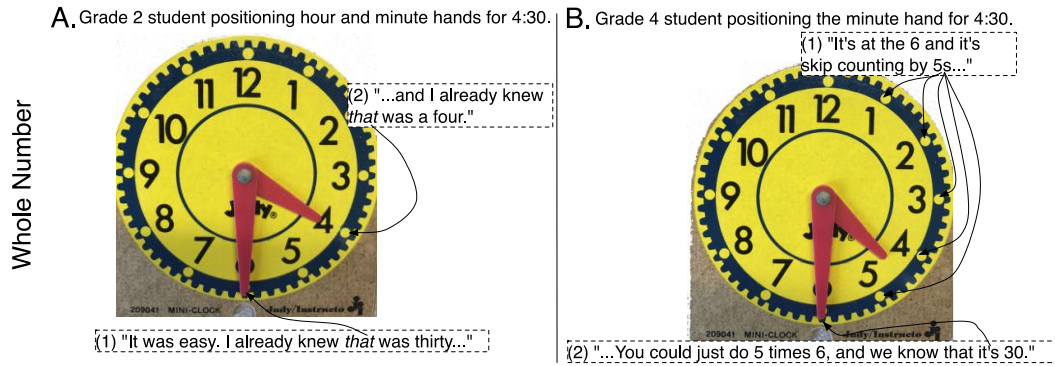 Whole Number
A. Grade 2 student positioning hour and minute hands for 4:30.
12
1
2
3
4
5
6
7
8
9
10
11
Judy®
(2) "...and I already knew
that was a four."
209041 MINI-CLOCK Judy/Instructo
(1) "It was easy. I already knew that was thirty..."
B. Grade 4 student positioning the minute hand for 4:30.
(1) "It's at the 6 and it's
skip counting by 5s..."
12
1
2
3
4
5
6
7
8
9
10
11
Judy®
209041 MINI-CLOCK Judy/Instructo
(2) "...You could just do 5 times 6, and we know that it's 30."